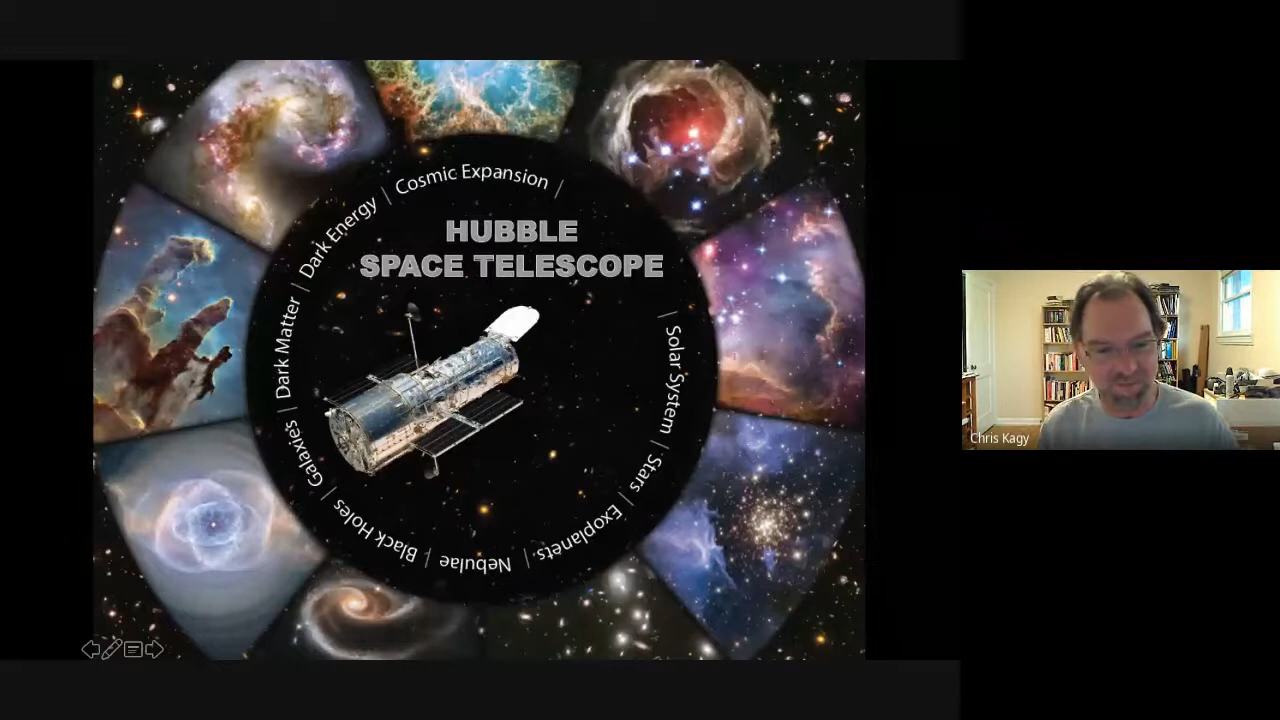 HUBBLE
SPACE TELESCOPE
Solar System | Stars | Exoplanets | Nebulae | Black Holes | Galaxies | Dark Matter | Dark Energy | Cosmic Expansion |
Chris Kagy